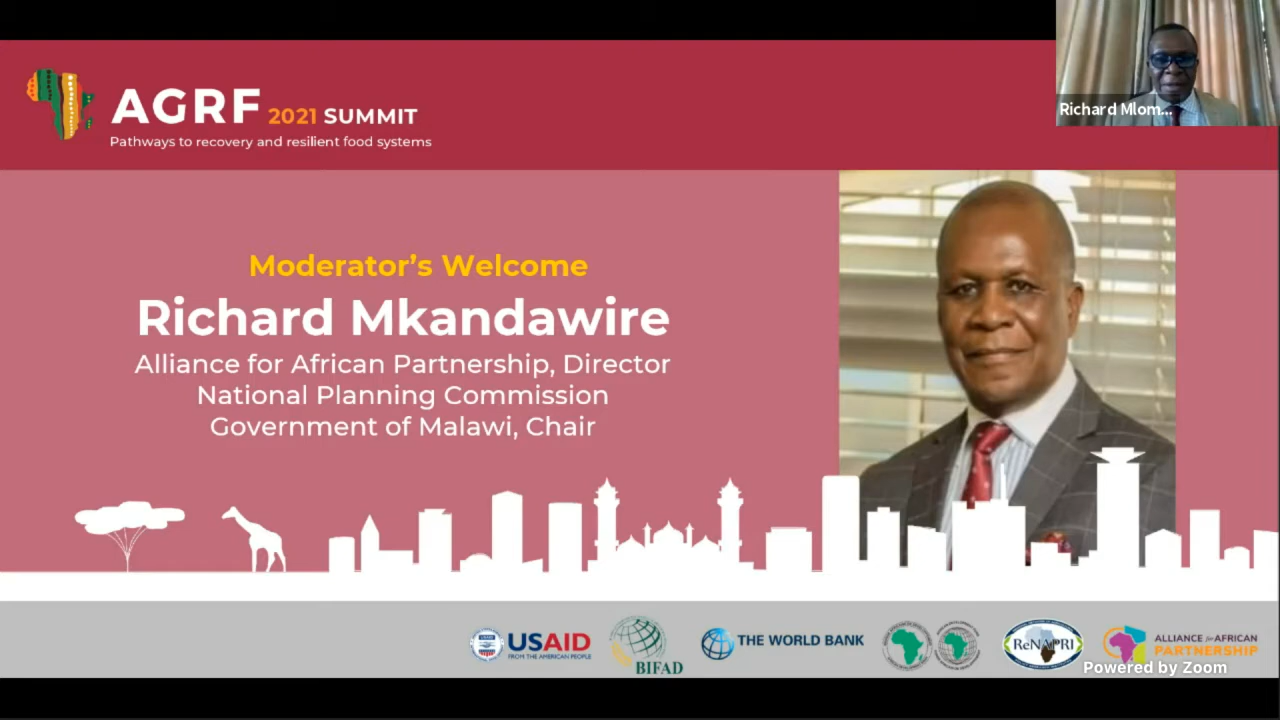 AGRF 2021 SUMMIT
Pathways to recovery and resilient food systems
Richard Mlom...
Moderator's Welcome
Richard Mkandawire
Alliance for African Partnership, Director
National Planning Commission
Government of Malawi, Chair
USAID
FROM THE AMERICAN PEOPLE
BIFAD
THE WORLD BANK
ReNAPRI
ALLIANCE for AFRICAN
PARTNERSHIP
Powered by Zoom